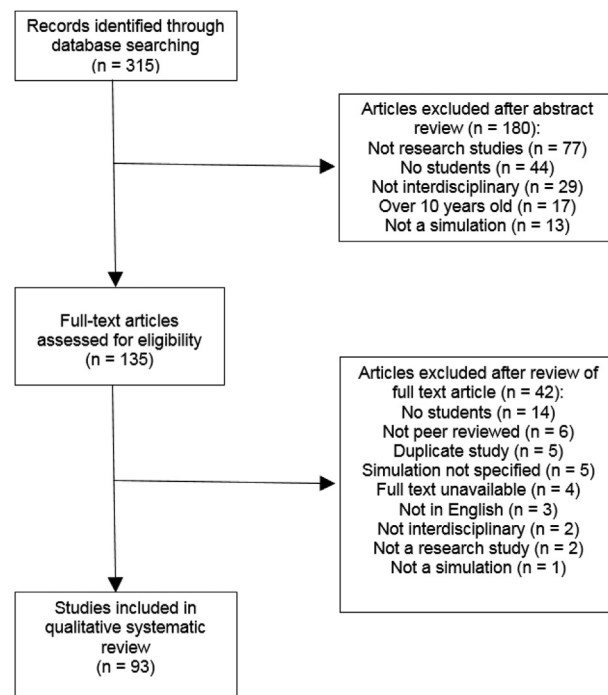 Records identified through
database searching
(n = 315)
Articles excluded after abstract
review (n = 180):
Not research studies (n = 77)
No students (n = 44)
Not interdisciplinary (n = 29)
Over 10 years old (n = 17)
Not a simulation (n = 13)
Full-text articles
assessed for eligibility
(n = 135)
Articles excluded after review of
full text article (n = 42):
No students (n = 14)
Not peer reviewed (n = 6)
Duplicate study (n = 5)
Simulation not specified (n = 5)
Full text unavailable (n = 4)
Not in English (n = 3)
Not interdisciplinary (n = 2)
Not a research study (n = 2)
Not a simulation (n = 1)
Studies included in
qualitative systematic
review
(n = 93)